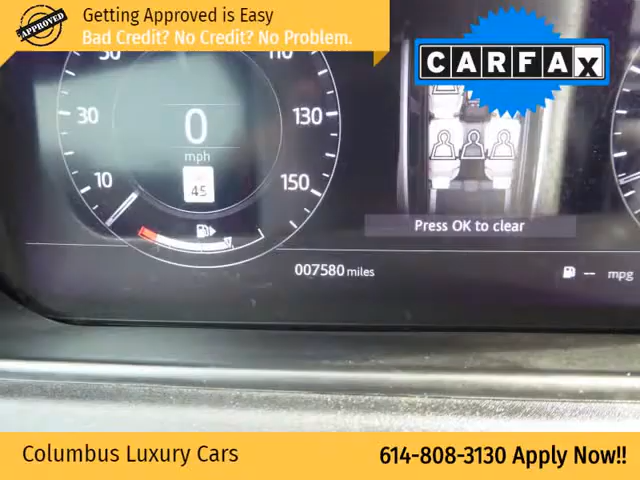 APPROVED
Getting Approved is Easy
Bad Credit? No Credit? No Problem.
CARFAX
110
30
130
0
mph
10
45
150
Press OK to clear
007580 miles
-- mpg
Columbus Luxury Cars
614-808-3130 Apply Now!!